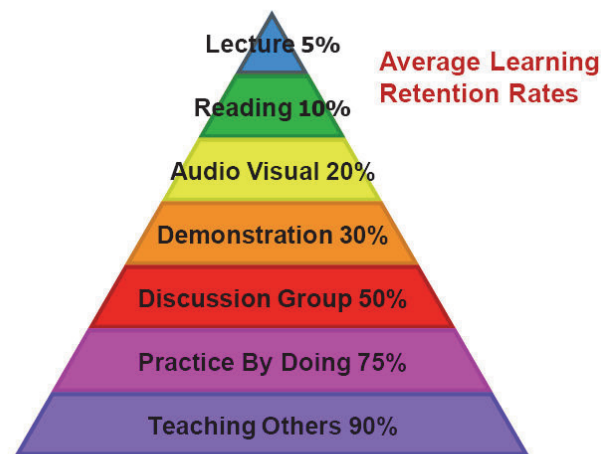 Lecture 5%
Average Learning
Retention Rates
Reading 10%
Audio Visual 20%
Demonstration 30%
Discussion Group 50%
Practice By Doing 75%
Teaching Others 90%